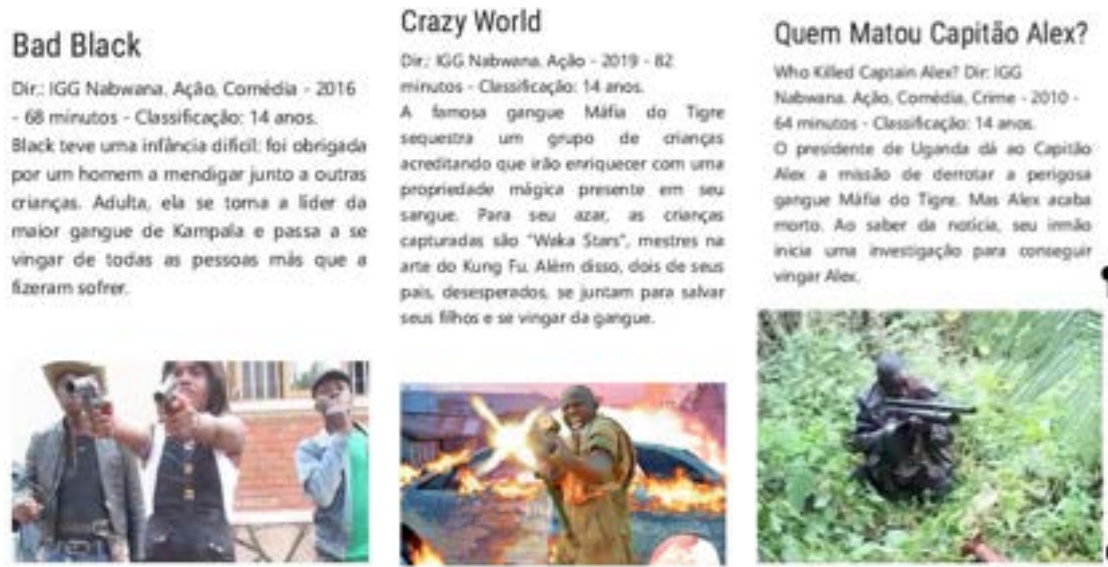 Bad Black
Dir.: IGG Nabwana. Ação, Comédia - 2016
- 68 minutos - Classificação: 14 anos.
Black teve uma infância difícil: foi obrigada
por um homem a mendigar junto a outras
crianças. Adulta, ela se torna a líder da
maior gangue de Kampala e passa a se
vingar de todas as pessoas más que a
fizeram sofrer.
Crazy World
Dir.: IGG Nabwana. Ação - 2019 - 82
minutos - Classificação: 14 anos.
A famosa gangue Máfia do Tigre
sequestra um grupo de crianças
acreditando que irão enriquecer com uma
propriedade mágica presente em seu
sangue. Para seu azar, as crianças
capturadas são "Waka Stars", mestres na
arte do Kung Fu. Além disso, dois de seus
pais, desesperados, se juntam para salvar
seus filhos e se vingar da gangue.
Quem Matou Capitão Alex?
Who Killed Captain Alex? Dir: IGG
Nabwana. Ação, Comédia, Crime - 2010 -
64 minutos - Classificação: 14 anos.
O presidente de Uganda dá ao Capitão
Alex a missão de derrotar a perigosa
gangue Máfia do Tigre. Mas Alex acaba
morto. Ao saber da notícia, seu irmão
inicia uma investigação para conseguir
vingar Alex.